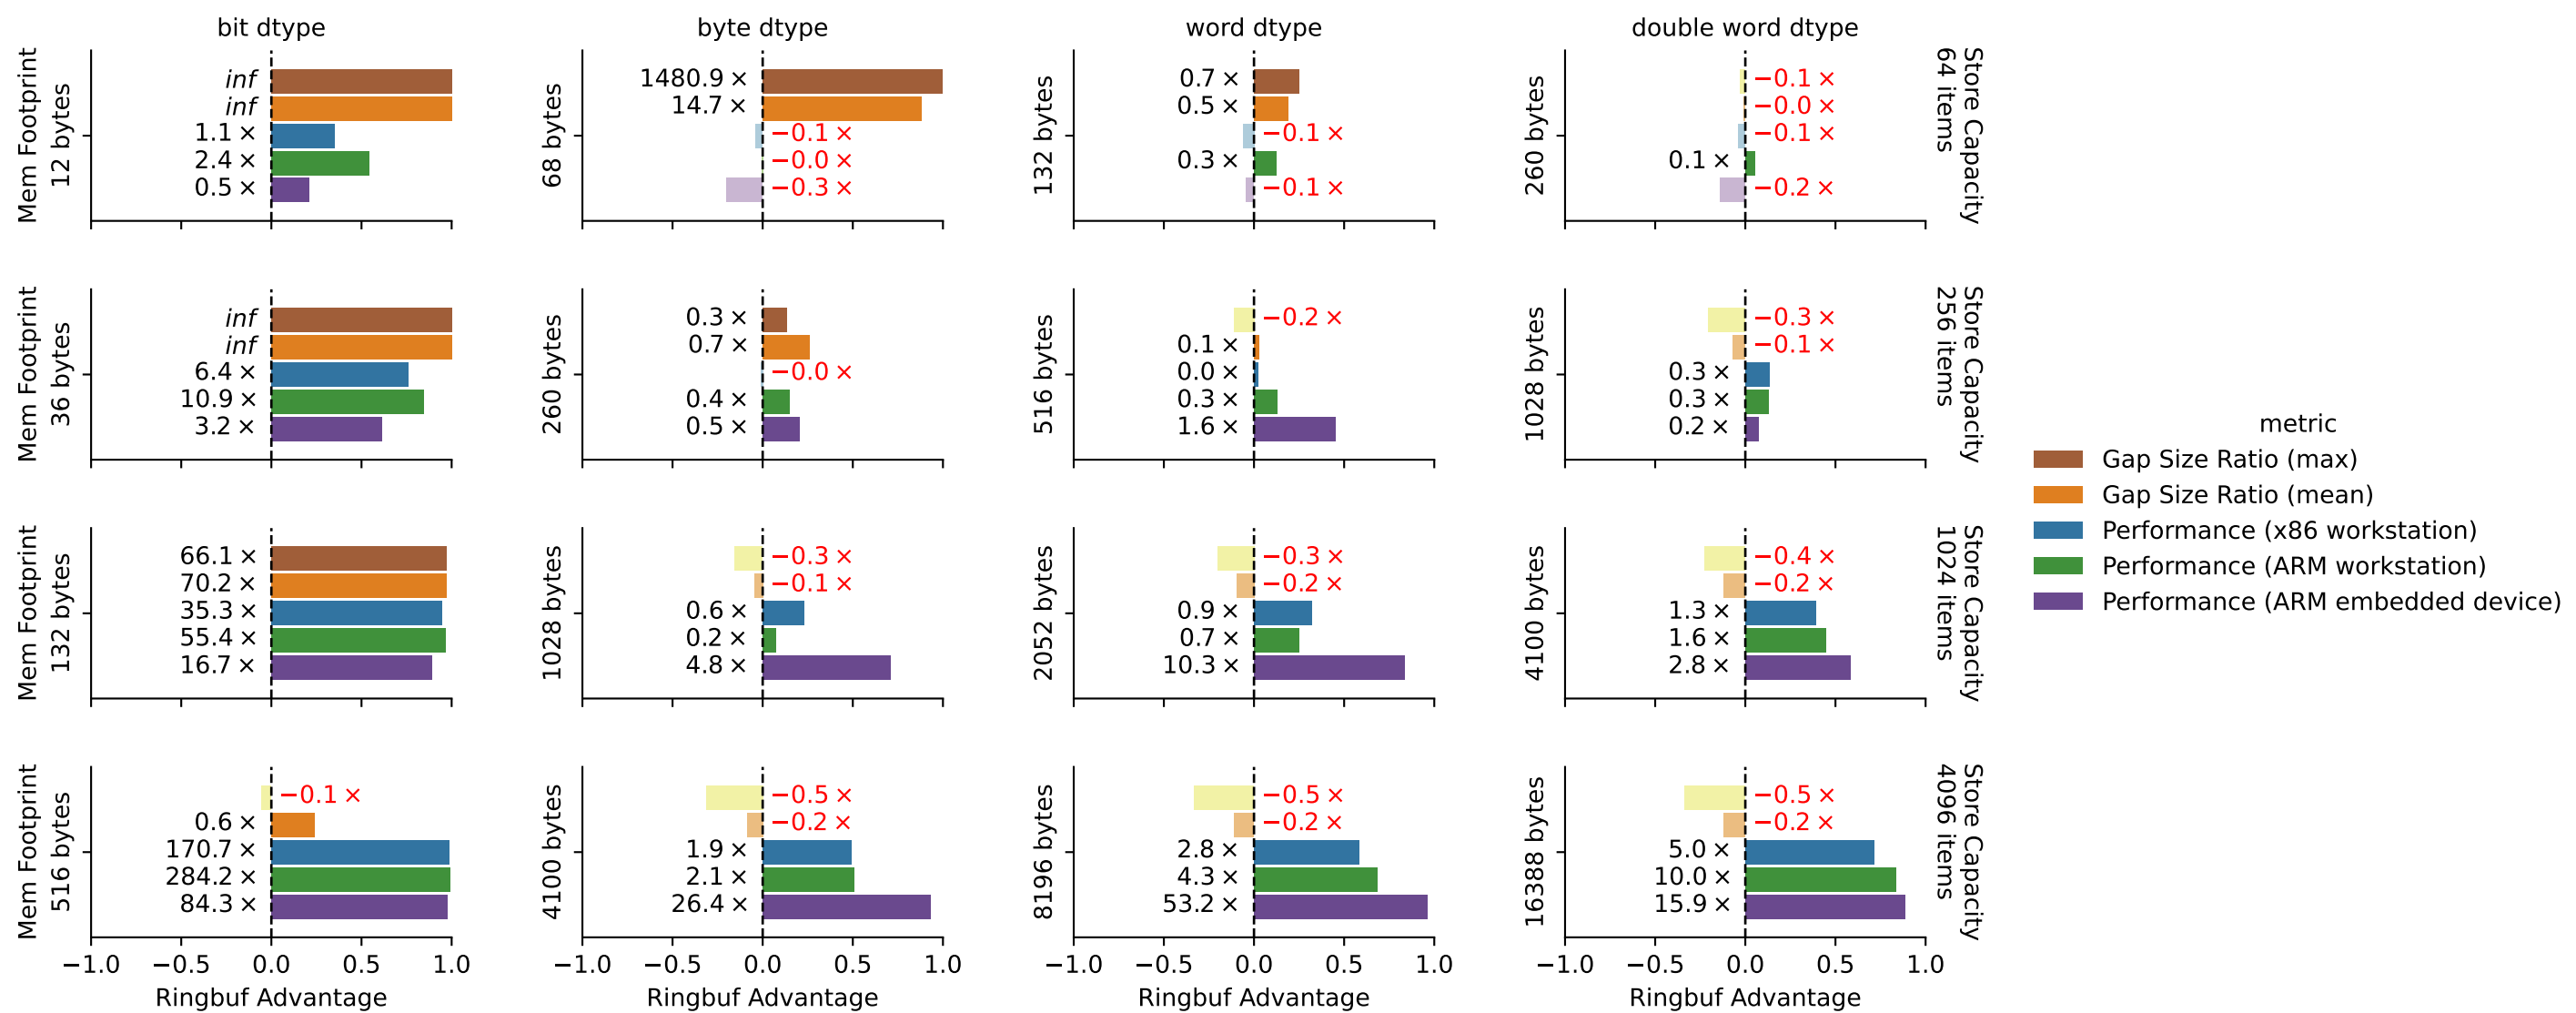 bit dtype
byte dtype
word dtype
double word dtype
Mem Footprint
12 bytes
inf
inf
1.1 ×
2.4 ×
0.5 ×
68 bytes
1480.9 ×
14.7 ×
−0.1 ×
−0.0 ×
−0.3 ×
132 bytes
0.7 ×
0.5 ×
−0.1 ×
0.3 ×
−0.1 ×
260 bytes
−0.1 ×
−0.0 ×
−0.1 ×
0.1 ×
−0.2 ×
Store Capacity
64 items
Mem Footprint
36 bytes
inf
inf
6.4 ×
10.9 ×
3.2 ×
260 bytes
0.3 ×
0.7 ×
−0.0 ×
0.4 ×
0.5 ×
516 bytes
−0.2 ×
0.1 ×
0.0 ×
0.3 ×
1.6 ×
1028 bytes
−0.3 ×
−0.1 ×
0.3 ×
0.3 ×
0.2 ×
Store Capacity
256 items
Mem Footprint
132 bytes
66.1 ×
70.2 ×
35.3 ×
55.4 ×
16.7 ×
1028 bytes
−0.3 ×
−0.1 ×
0.6 ×
0.2 ×
4.8 ×
2052 bytes
−0.3 ×
−0.2 ×
0.9 ×
0.7 ×
10.3 ×
4100 bytes
−0.4 ×
−0.2 ×
1.3 ×
1.6 ×
2.8 ×
Store Capacity
1024 items
Mem Footprint
516 bytes
−0.1 ×
0.6 ×
170.7 ×
284.2 ×
84.3 ×
4100 bytes
−0.5 ×
−0.2 ×
1.9 ×
2.1 ×
26.4 ×
8196 bytes
−0.5 ×
−0.2 ×
2.8 ×
4.3 ×
53.2 ×
16388 bytes
−0.5 ×
−0.2 ×
5.0 ×
10.0 ×
15.9 ×
Store Capacity
4096 items
−1.0 −0.5 0.0 0.5 1.0
−1.0 −0.5 0.0 0.5 1.0
−1.0 −0.5 0.0 0.5 1.0
−1.0 −0.5 0.0 0.5 1.0
Ringbuf Advantage
Ringbuf Advantage
Ringbuf Advantage
Ringbuf Advantage
metric
Gap Size Ratio (max)
Gap Size Ratio (mean)
Performance (x86 workstation)
Performance (ARM workstation)
Performance (ARM embedded device)